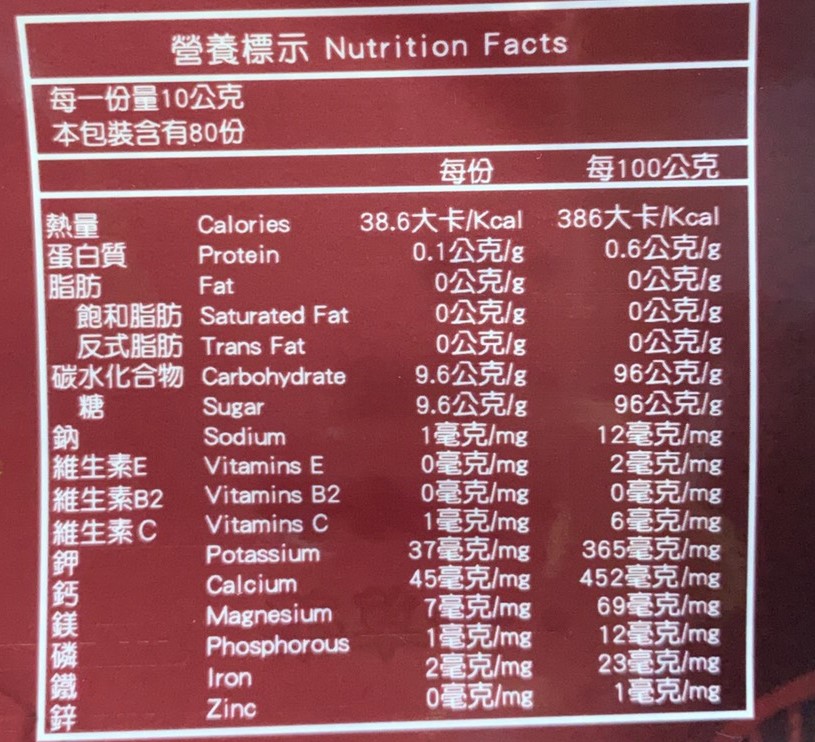 營養標示 Nutrition Facts
每一份量10公克
本包裝含有80份
每份 每100公克
熱量 Calories 38.6大卡/Kcal 386大卡/Kcal
蛋白質 Protein 0.1公克/g 0.6公克/g
脂肪 Fat 0公克/g 0公克/g
飽和脂肪 Saturated Fat 0公克/g 0公克/g
反式脂肪 Trans Fat 0公克/g 0公克/g
碳水化合物 Carbohydrate 9.6公克/g 96公克/g
糖 Sugar 9.6公克/g 96公克/g
鈉 Sodium 1毫克/mg 12毫克/mg
維生素E Vitamins E 0毫克/mg 2毫克/mg
維生素B2 Vitamins B2 0毫克/mg 0毫克/mg
維生素C Vitamins C 1毫克/mg 6毫克/mg
鉀 Potassium 37毫克/mg 365毫克/mg
鈣 Calcium 45毫克/mg 452毫克/mg
鎂 Magnesium 7毫克/mg 69毫克/mg
磷 Phosphorous 1毫克/mg 12毫克/mg
鐵 Iron 2毫克/mg 23毫克/mg
鋅 Zinc 0毫克/mg 1毫克/mg